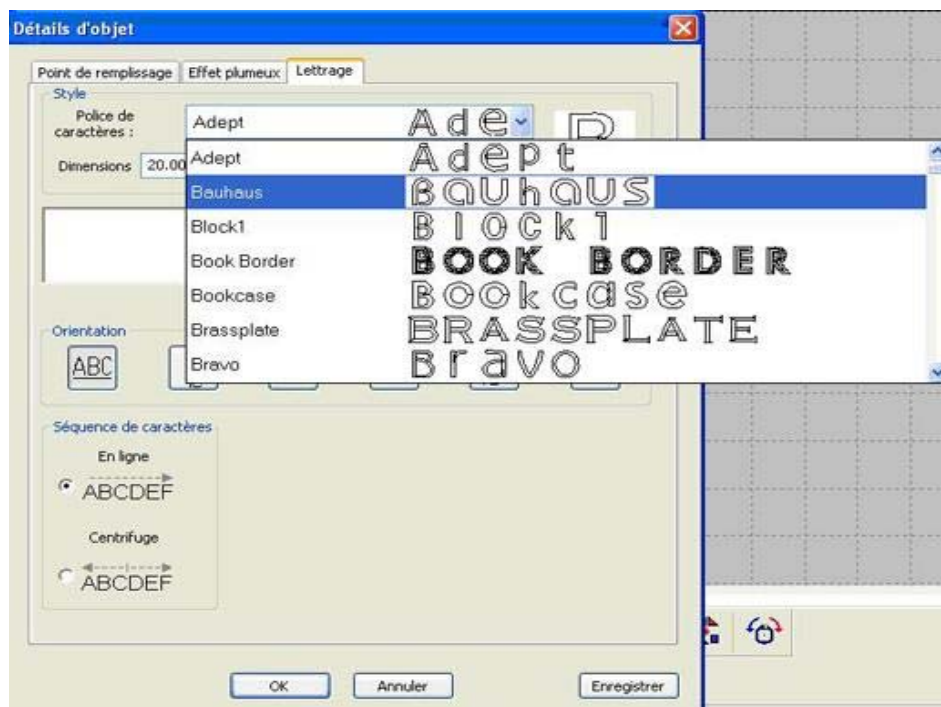 Détails d'objet
Point de remplissage Effet plumeux Lettrage
Style
Police de caractères :
Adept Ade
Dimensions 20.00
Adept Adept
Bauhaus Bauhaus
Block1 Block1
Book Border BOOK BORDER
Bookcase Bookcase
Brassplate BRASSPLATE
Bravo Bravo
Orientation
ABC
Séquence de caractères
En ligne
ABCDEF
Centrifuge
ABCDEF
OK Annuler Enregistrer